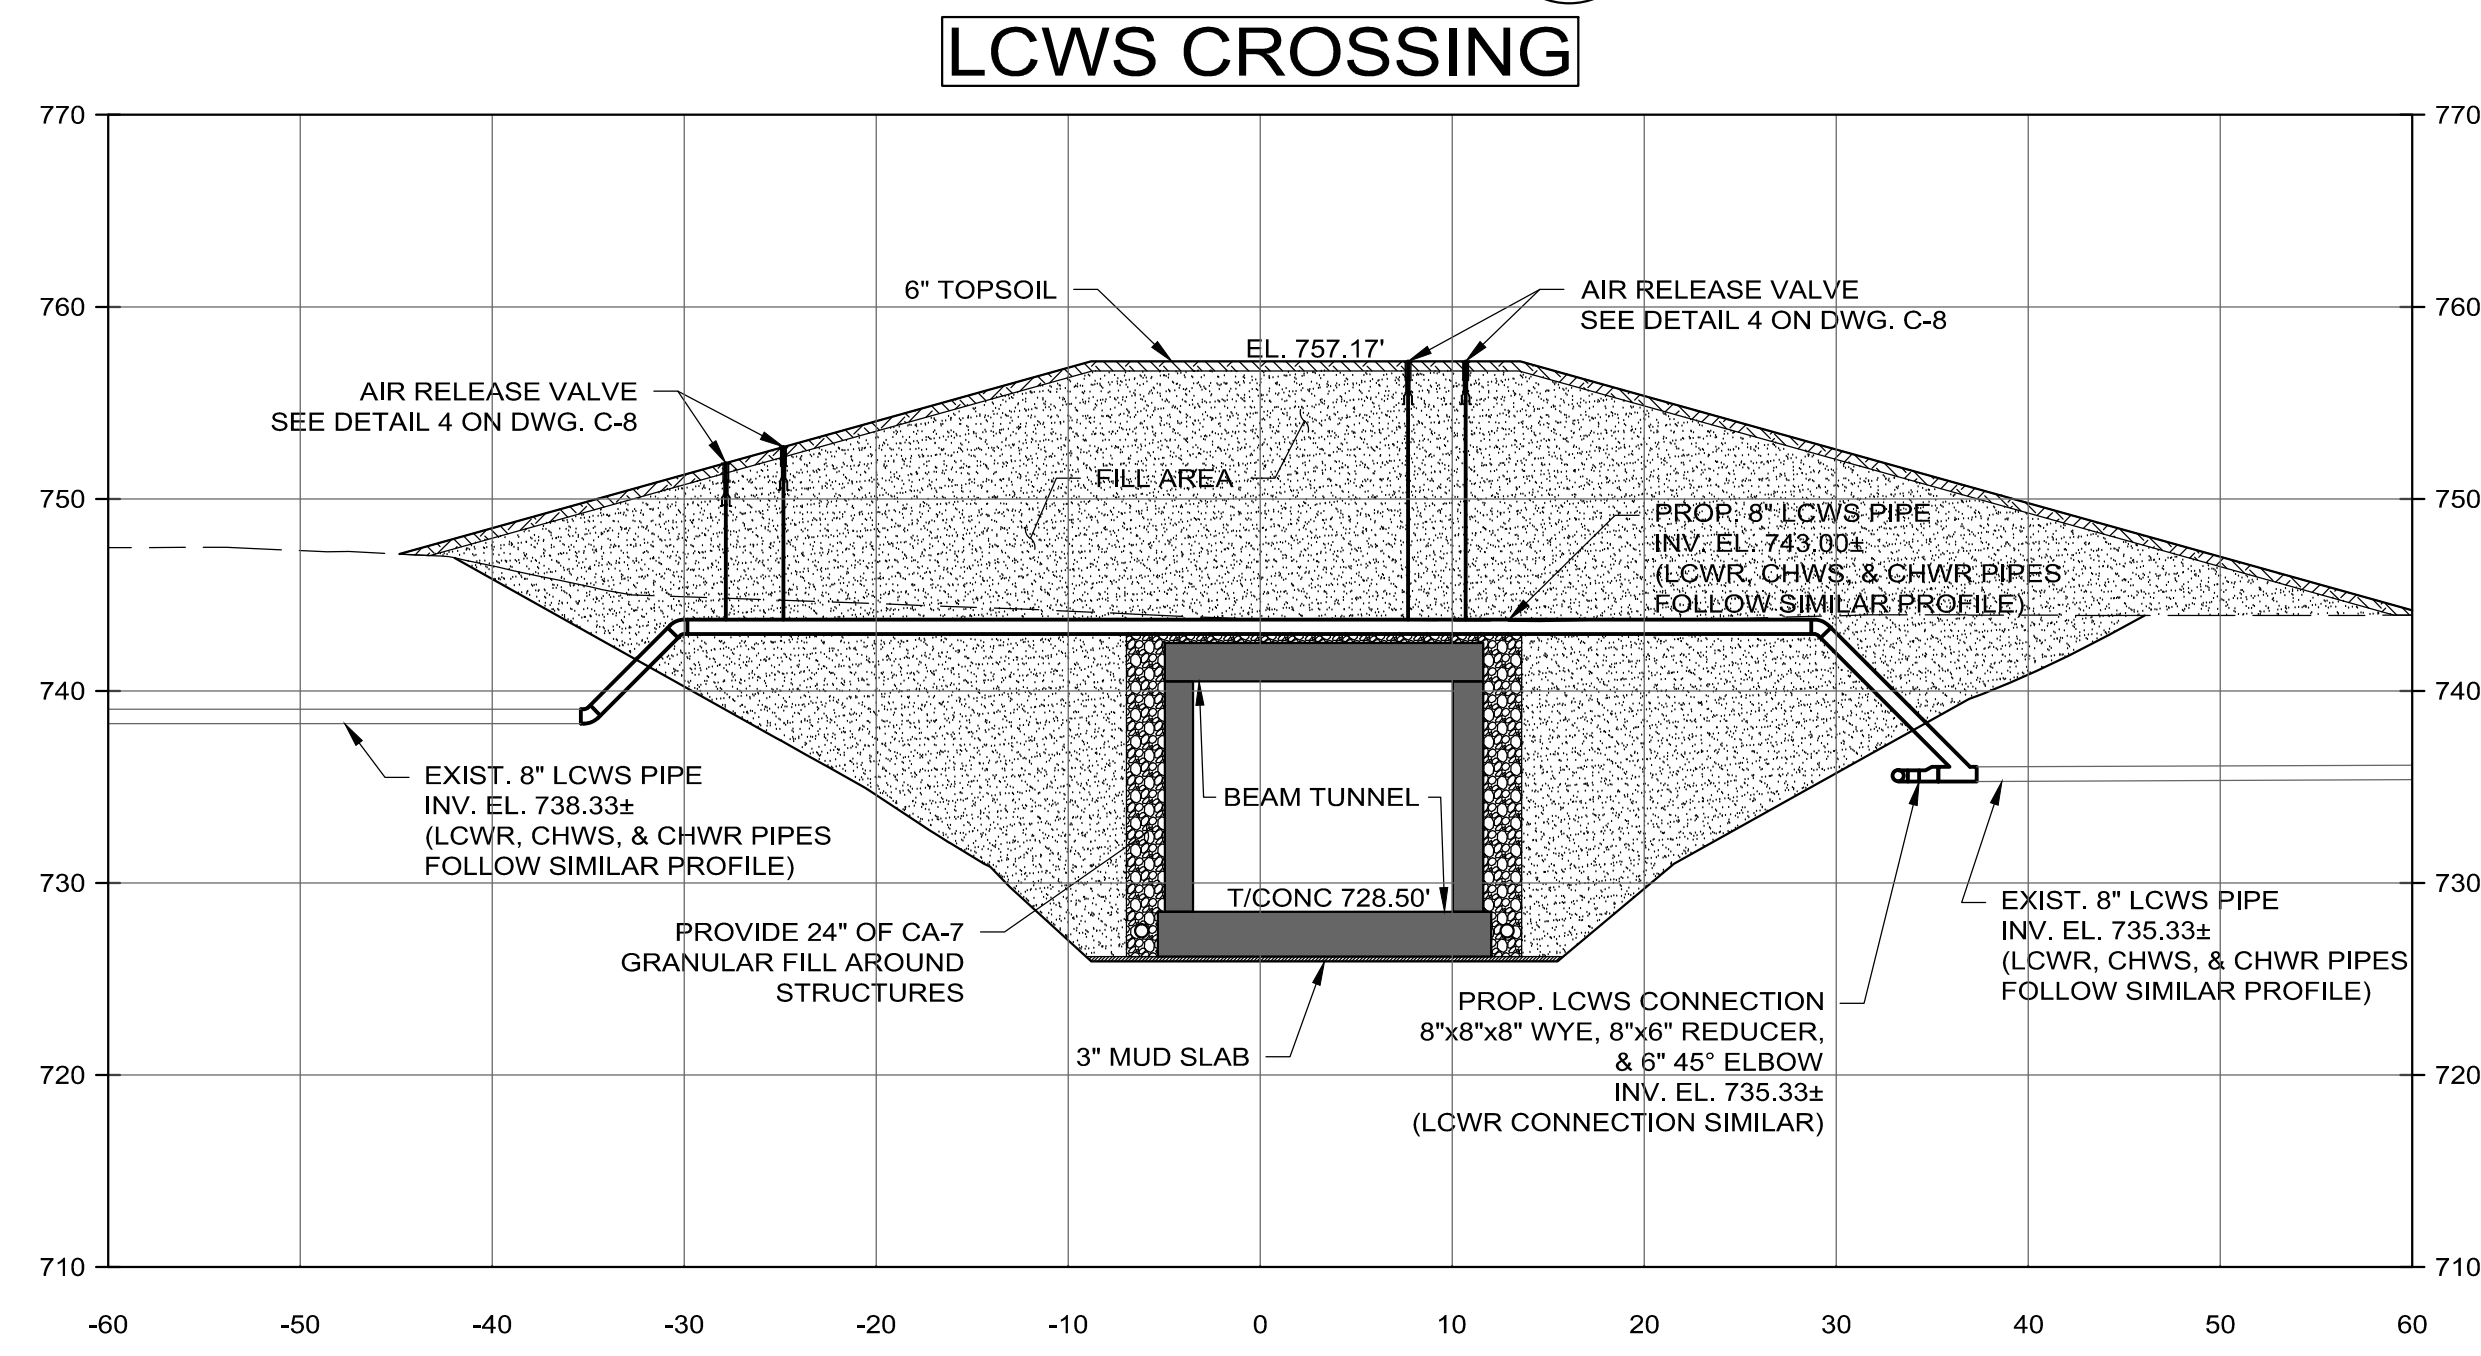 LCWS CROSSING
770
770
760
760
750
750
740
740
730
730
720
720
710
710
6" TOPSOIL
AIR RELEASE VALVE
SEE DETAIL 4 ON DWG. C-8
EL. 757.17'
AIR RELEASE VALVE
SEE DETAIL 4 ON DWG. C-8
FILL AREA
PROP. 8" LCWS PIPE
INV. EL. 743.00±
(LCWR, CHWS, & CHWR PIPES
FOLLOW SIMILAR PROFILE)
EXIST. 8" LCWS PIPE
INV. EL. 738.33±
(LCWR, CHWS, & CHWR PIPES
FOLLOW SIMILAR PROFILE)
BEAM TUNNEL
T/CONC 728.50'
PROVIDE 24" OF CA-7
GRANULAR FILL AROUND
STRUCTURES
EXIST. 8" LCWS PIPE
INV. EL. 735.33±
(LCWR, CHWS, & CHWR PIPES
FOLLOW SIMILAR PROFILE)
3" MUD SLAB
PROP. LCWS CONNECTION
8"x8"x8" WYE, 8"x6" REDUCER,
& 6" 45° ELBOW
INV. EL. 735.33±
(LCWR CONNECTION SIMILAR)
-60 -50 -40 -30 -20 -10 0 10 20 30 40 50 60